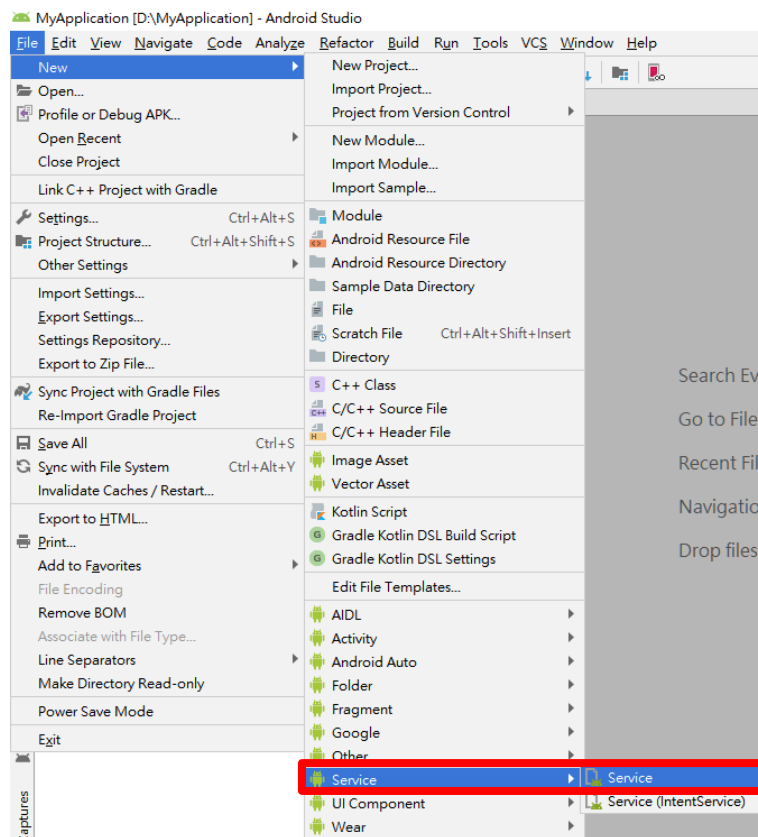 MyApplication [D:\MyApplication] - Android Studio
File Edit View Navigate Code Analyze Refactor Build Run Tools VCS Window Help
New
Open...
Profile or Debug APK...
Open Recent
Close Project
Link C++ Project with Gradle
Settings... Ctrl+Alt+S
Project Structure... Ctrl+Alt+Shift+S
Other Settings
Import Settings...
Export Settings...
Settings Repository...
Export to Zip File...
Sync Project with Gradle Files
Re-Import Gradle Project
Save All Ctrl+S
Sync with File System Ctrl+Alt+Y
Invalidate Caches / Restart...
Export to HTML...
Print...
Add to Favorites
File Encoding
Remove BOM
Associate with File Type...
Line Separators
Make Directory Read-only
Power Save Mode
Exit
New Project...
Import Project...
Project from Version Control
New Module...
Import Module...
Import Sample...
Module
Android Resource File
Android Resource Directory
Sample Data Directory
File
Scratch File Ctrl+Alt+Shift+Insert
Directory
S C++ Class
C++ C/C++ Source File
H C/C++ Header File
Image Asset
Vector Asset
Kotlin Script
G Gradle Kotlin DSL Build Script
G Gradle Kotlin DSL Settings
Edit File Templates...
AIDL
Activity
Android Auto
Folder
Fragment
Google
Other
Service
UI Component
Wear
Service
Service (IntentService)
Search Ev
Go to File
Recent Fil
Navigatio
Drop files
aptures